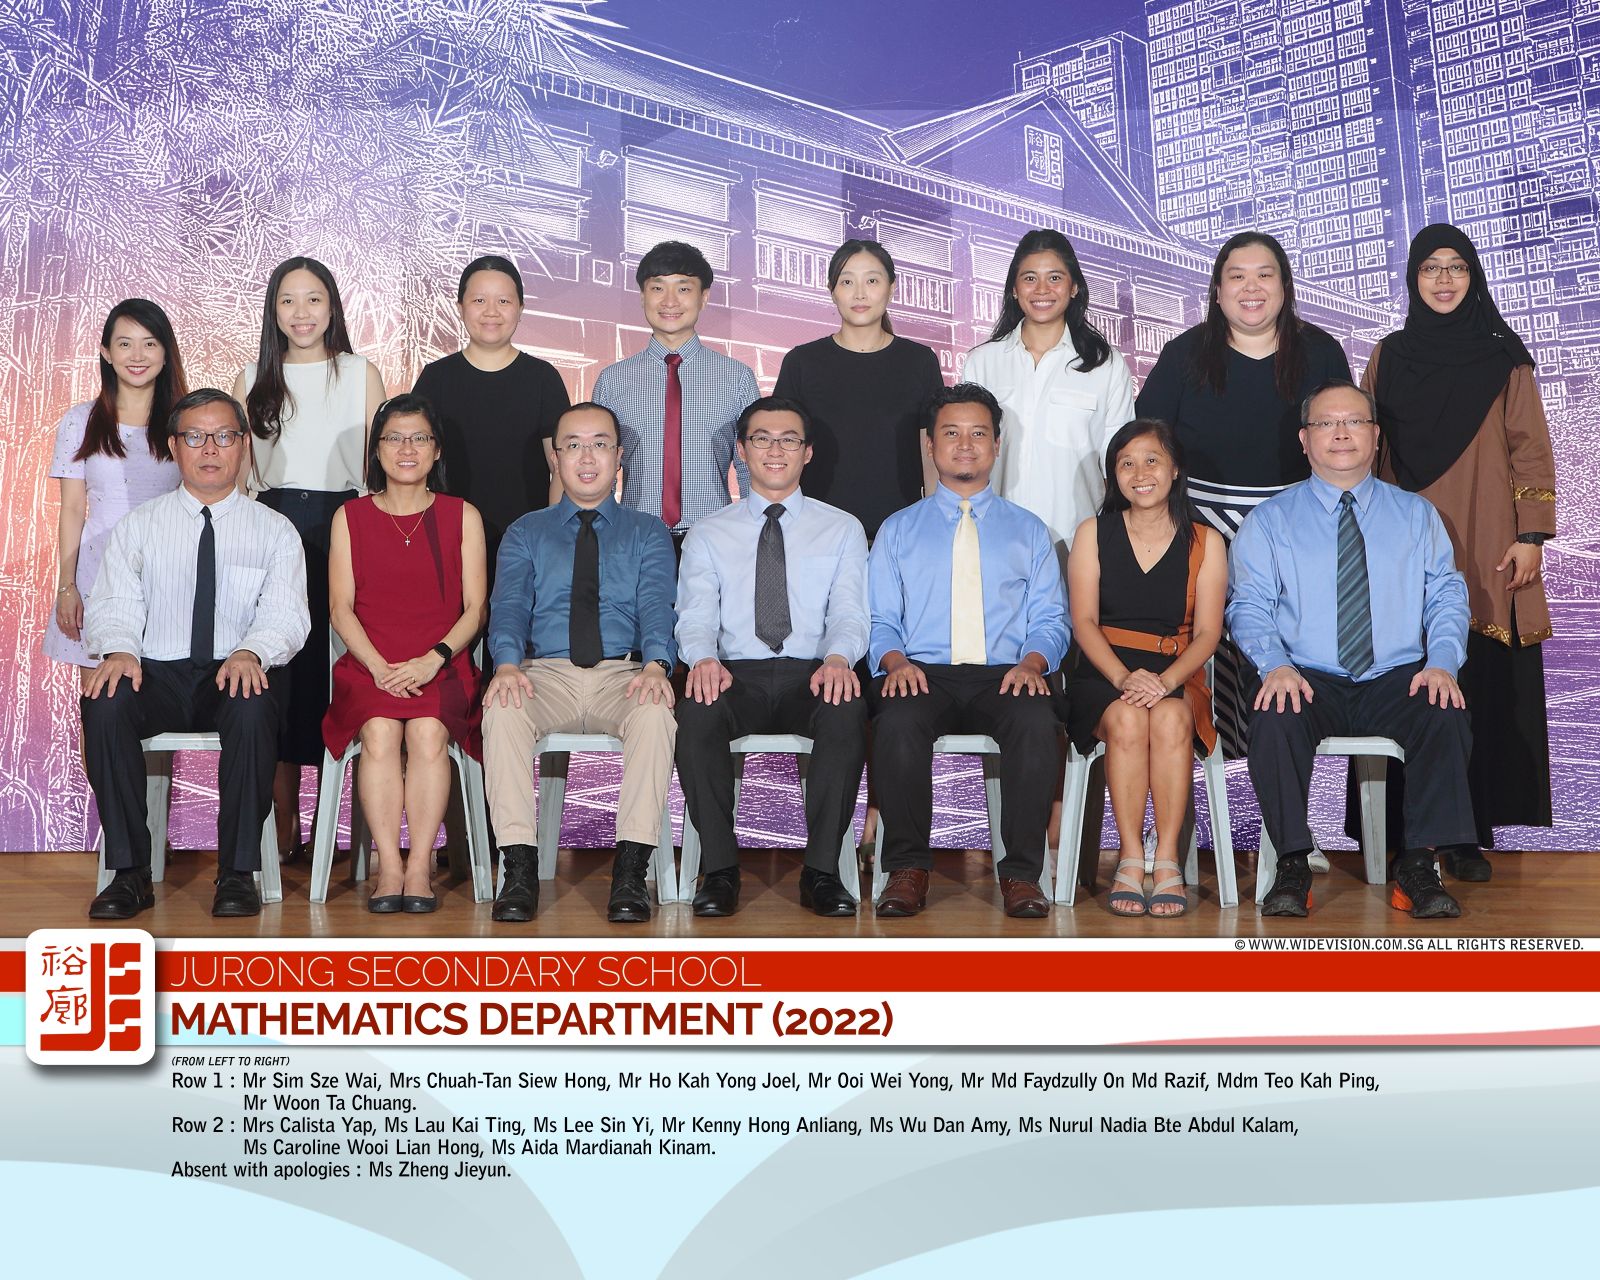 裕廊
© WWW.WIDEVISION.COM.SG ALL RIGHTS RESERVED.
裕廊
JSS
JURONG SECONDARY SCHOOL
MATHEMATICS DEPARTMENT (2022)
(FROM LEFT TO RIGHT)
Row 1 : Mr Sim Sze Wai, Mrs Chuah-Tan Siew Hong, Mr Ho Kah Yong Joel, Mr Ooi Wei Yong, Mr Md Faydzully On Md Razif, Mdm Teo Kah Ping,
Mr Woon Ta Chuang.
Row 2 : Mrs Calista Yap, Ms Lau Kai Ting, Ms Lee Sin Yi, Mr Kenny Hong Anliang, Ms Wu Dan Amy, Ms Nurul Nadia Bte Abdul Kalam,
Ms Caroline Wooi Lian Hong, Ms Aida Mardianah Kinam.
Absent with apologies : Ms Zheng Jieyun.